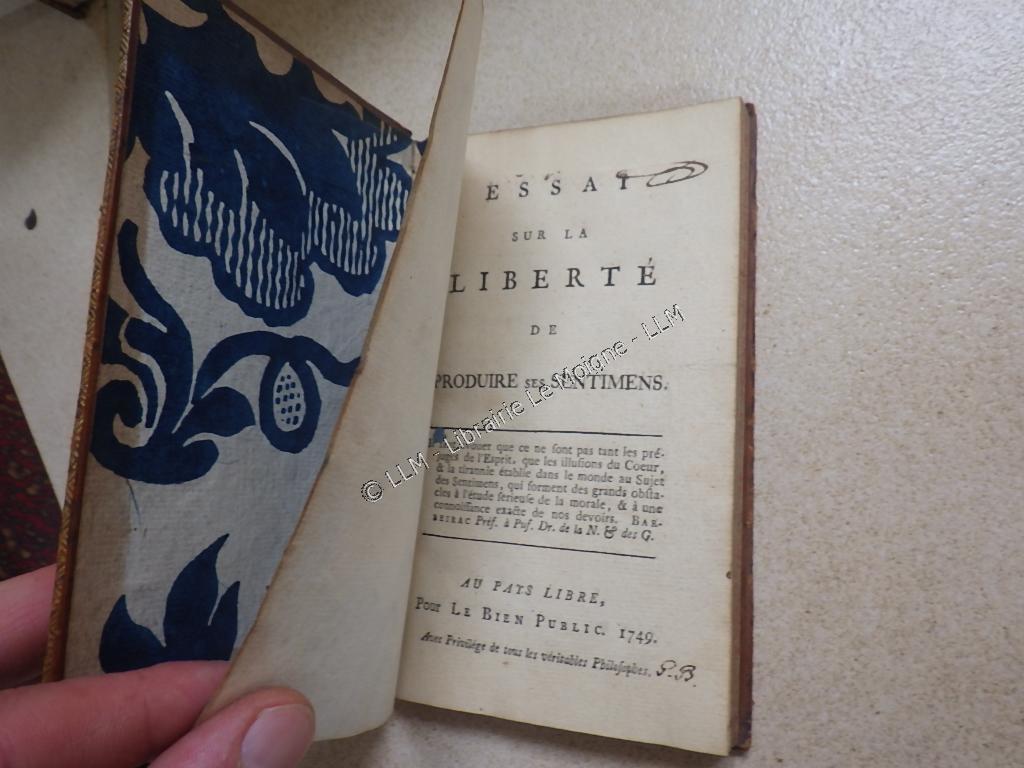 ESSAI
SUR LA
LIBERTÉ
DE
PRODUIRE SES SENTIMENS.
que ce ne sont pas tant les pré-
de l'Esprit, que les illusions du Coeur,
& la tirannie établie dans le monde au Sujet
des Sentimens, qui forment des grands obsta-
cles à l'étude serieuse de la morale, & à une
connoissance exacte de nos devoirs. BAR-
BEIRAC Préf. à Puf. Dr. de la N. & des G.
AU PAYS LIBRE,
Pour LE BIEN PUBLIC. 1749.
Avec Privilége de tous les véritables Philosophes.
© LLM - Librairie Le Moigne - LLM